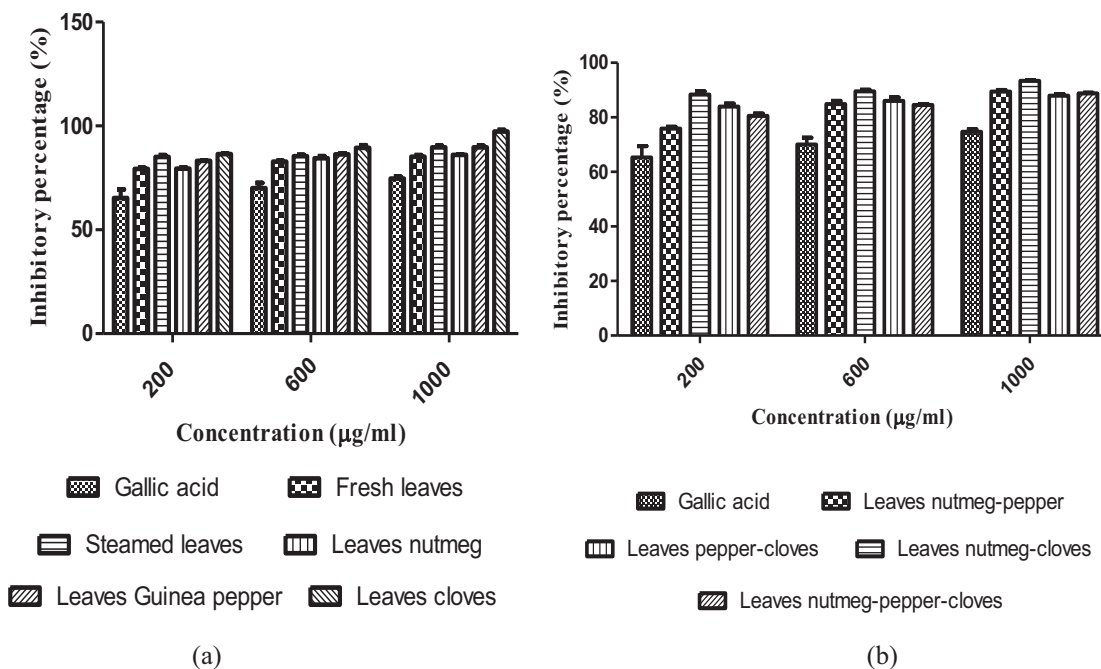 Inhibitory percentage (%)
150
100
50
0
200
600
1000
Concentration (µg/ml)
Gallic acid
Fresh leaves
Steamed leaves
Leaves nutmeg
Leaves Guinea pepper
Leaves cloves
(a)
Inhibitory percentage (%)
100
80
60
40
20
0
200
600
1000
Concentration (µg/ml)
Gallic acid
Leaves nutmeg-pepper
Leaves pepper-cloves
Leaves nutmeg-cloves
Leaves nutmeg-pepper-cloves
(b)